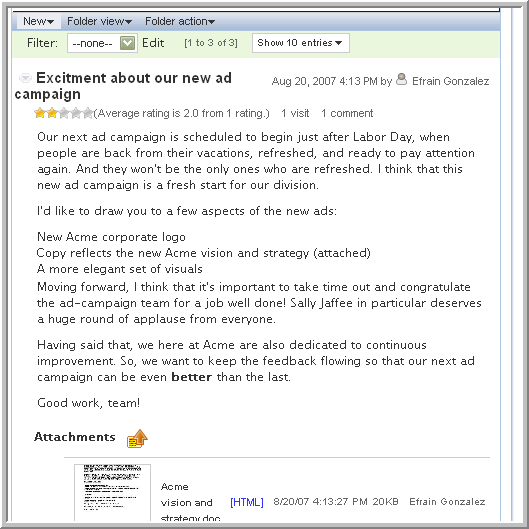 New Folder view Folder action
Filter: --none-- Edit [1 to 3 of 3] Show 10 entries
Excitment about our new ad Aug 20, 2007 4:13 PM by Efrain Gonzalez
campaign
(Average rating is 2.0 from 1 rating.) 1 visit 1 comment
Our next ad campaign is scheduled to begin just after Labor Day, when
people are back from their vacations, refreshed, and ready to pay attention
again. And they won't be the only ones who are refreshed. I think that this
new ad campaign is a fresh start for our division.
I'd like to draw you to a few aspects of the new ads:
New Acme corporate logo
Copy reflects the new Acme vision and strategy (attached)
A more elegant set of visuals
Moving forward, I think that it's important to take time out and congratulate
the ad-campaign team for a job well done! Sally Jaffee in particular deserves
a huge round of applause from everyone.
Having said that, we here at Acme are also dedicated to continuous
improvement. So, we want to keep the feedback flowing so that our next ad
campaign can be even better than the last.
Good work, team!
Attachments
Acme
vision and [HTML] 8/20/07 4:13:27 PM 20KB Efrain Gonzalez
strategy.doc